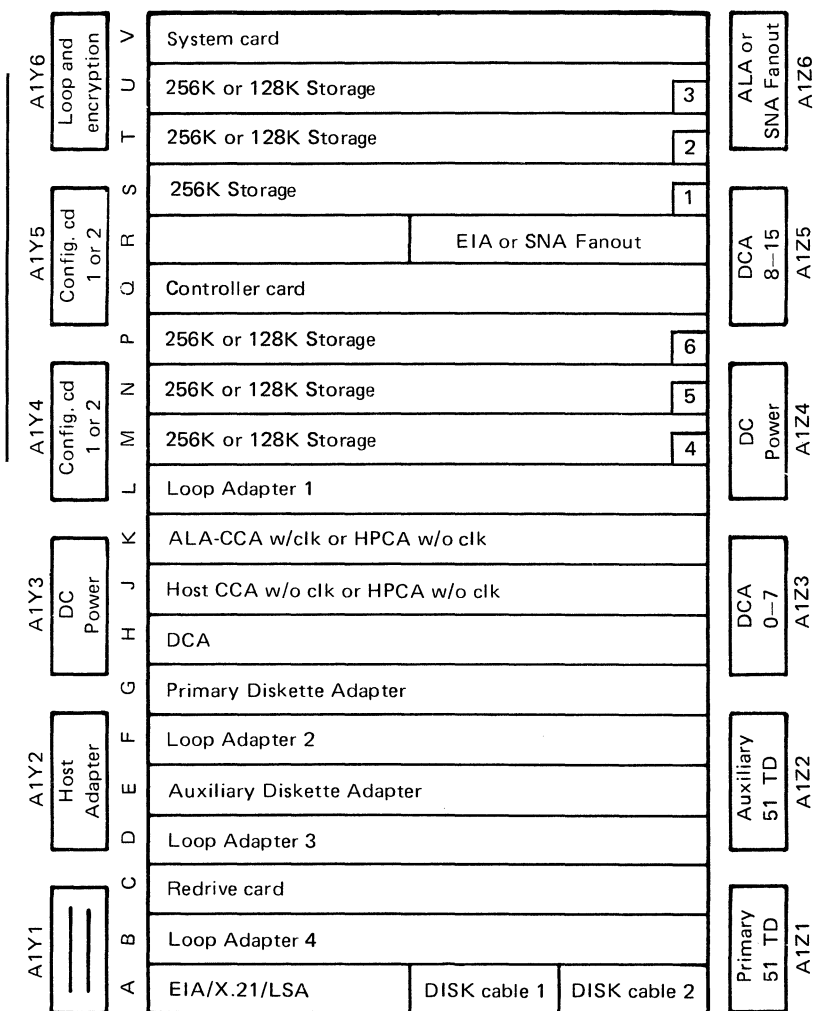 A1Y6
Loop and
encryption
A1Y5
Config. cd
1 or 2
A1Y4
Config. cd
1 or 2
A1Y3
DC
Power
A1Y2
Host
Adapter
A1Y1
V
System card
U
256K or 128K Storage
3
T
256K or 128K Storage
2
S
256K Storage
1
R
EIA or SNA Fanout
Q
Controller card
P
256K or 128K Storage
6
N
256K or 128K Storage
5
M
256K or 128K Storage
4
L
Loop Adapter 1
K
ALA-CCA w/clk or HPCA w/o clk
J
Host CCA w/o clk or HPCA w/o clk
H
DCA
G
Primary Diskette Adapter
F
Loop Adapter 2
E
Auxiliary Diskette Adapter
D
Loop Adapter 3
C
Redrive card
B
Loop Adapter 4
A
EIA/X.21/LSA
DISK cable 1
DISK cable 2
ALA or
SNA Fanout
A1Z6
DCA
8–15
A1Z5
DC
Power
A1Z4
DCA
0–7
A1Z3
Auxiliary
51 TD
A1Z2
Primary
51 TD
A1Z1